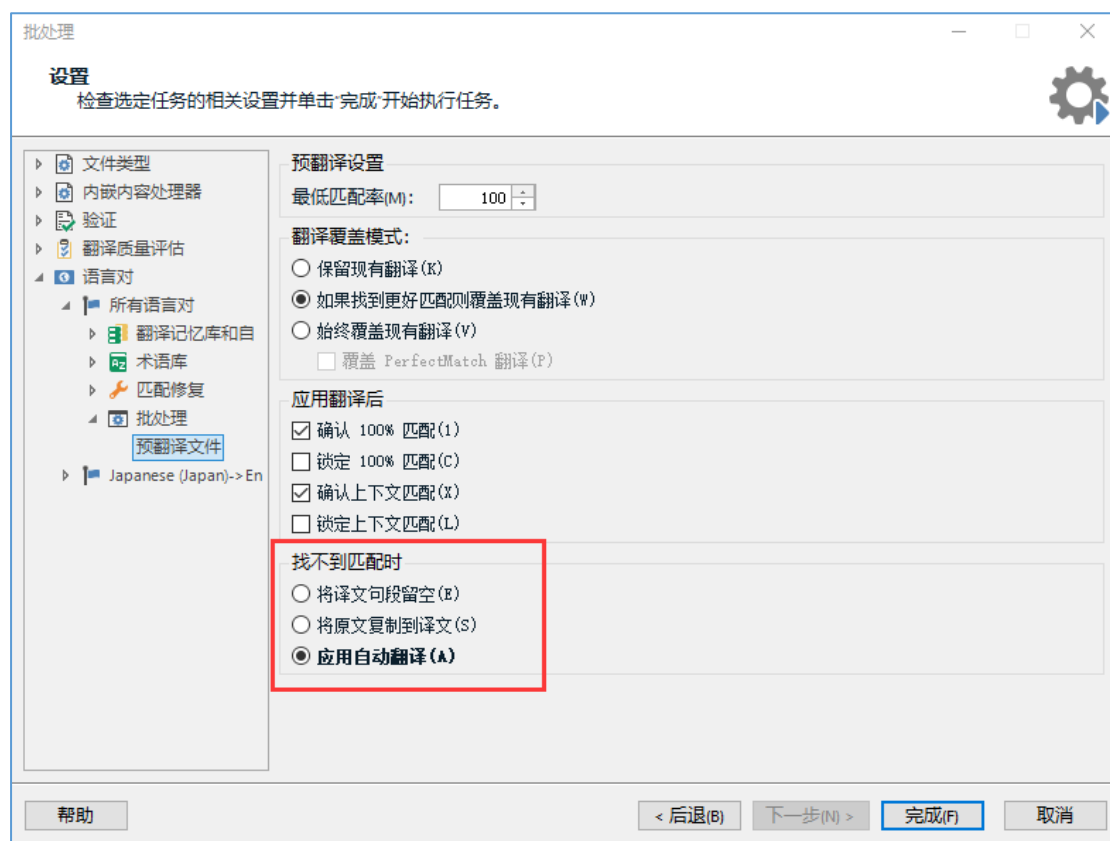 批处理
设置
检查选定任务的相关设置并单击“完成”开始执行任务。
文件类型
内嵌内容处理器
验证
翻译质量评估
语言对
所有语言对
翻译记忆库和自
术语库
匹配修复
批处理
预翻译文件
Japanese (Japan)->En
预翻译设置
最低匹配率(M): 100
翻译覆盖模式:
保留现有翻译(K)
如果找到更好匹配则覆盖现有翻译(W)
始终覆盖现有翻译(V)
覆盖 PerfectMatch 翻译(P)
应用翻译后
确认 100% 匹配(1)
锁定 100% 匹配(C)
确认上下文匹配(X)
锁定上下文匹配(L)
找不到匹配时
将译文句段留空(E)
将原文复制到译文(S)
应用自动翻译(A)
帮助 < 后退(B) 下一步(N) > 完成(F) 取消